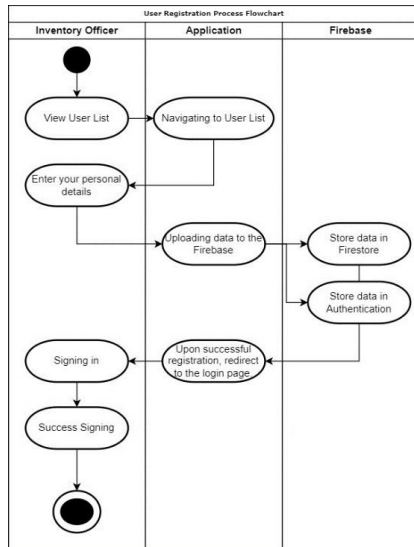 User Registration Process Flowchart
Inventory Officer
Application
Firebase
View User List
Navigating to User List
Enter your personal
details
Uploading data to the
Firebase
Store data in
Firestore
Store data in
Authentication
Signing in
Upon successful
registration, redirect
to the login page
Success Signing